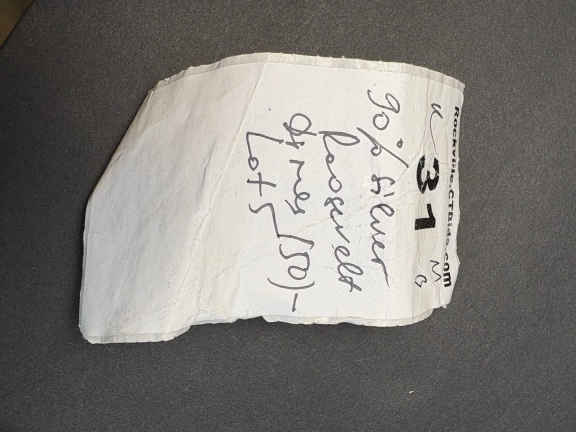 Rockville.CTBids.com
31
90% silver
Roosevelt
dimes (50)-
Lot 5